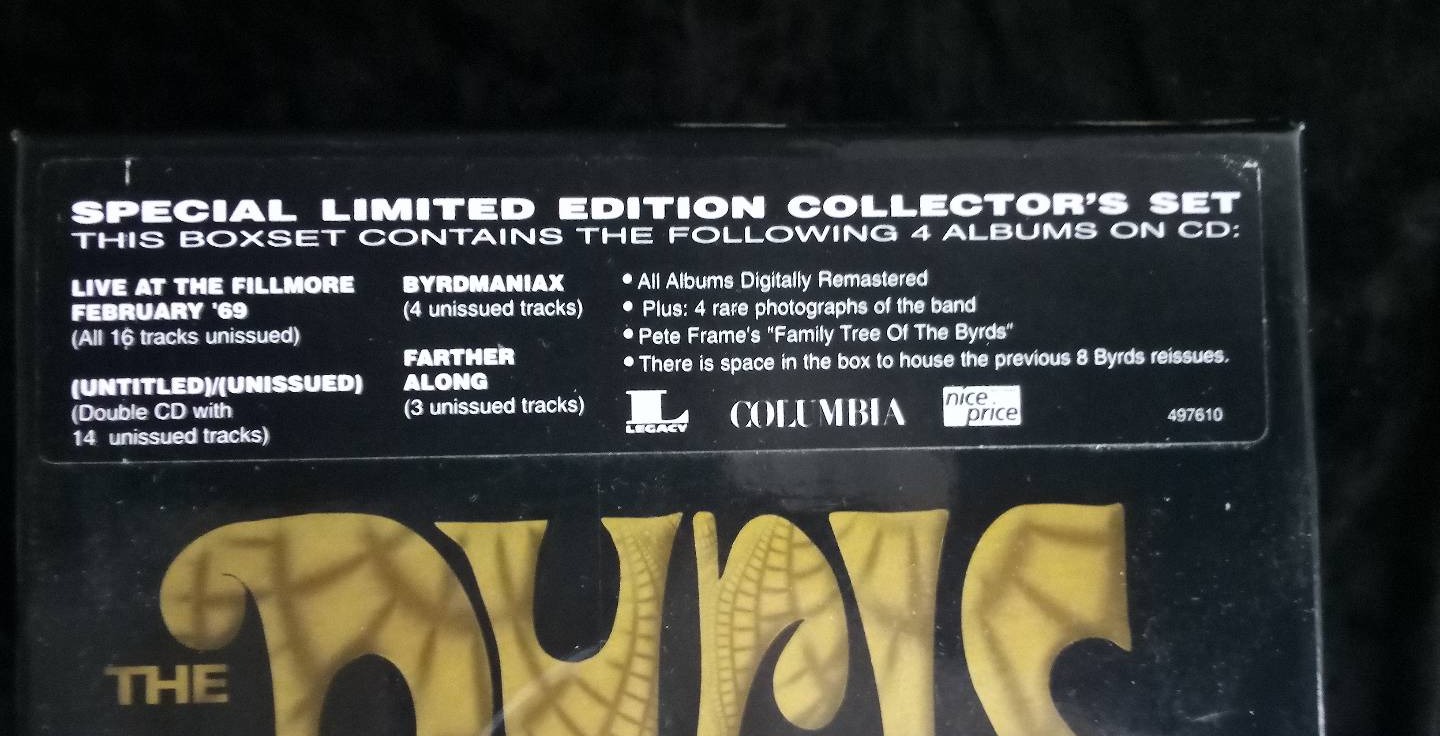 SPECIAL LIMITED EDITION COLLECTOR'S SET
THIS BOXSET CONTAINS THE FOLLOWING 4 ALBUMS ON CD:
LIVE AT THE FILLMORE
FEBRUARY '69
(All 16 tracks unissued)
(UNTITLED)/(UNISSUED)
(Double CD with
14 unissued tracks)
BYRDMANIAX
(4 unissued tracks)
FARTHER
ALONG
(3 unissued tracks)
• All Albums Digitally Remastered
• Plus: 4 rare photographs of the band
• Pete Frame's "Family Tree Of The Byrds"
• There is space in the box to house the previous 8 Byrds reissues.
L
LEGACY
COLUMBIA
nice
price
497610
THE